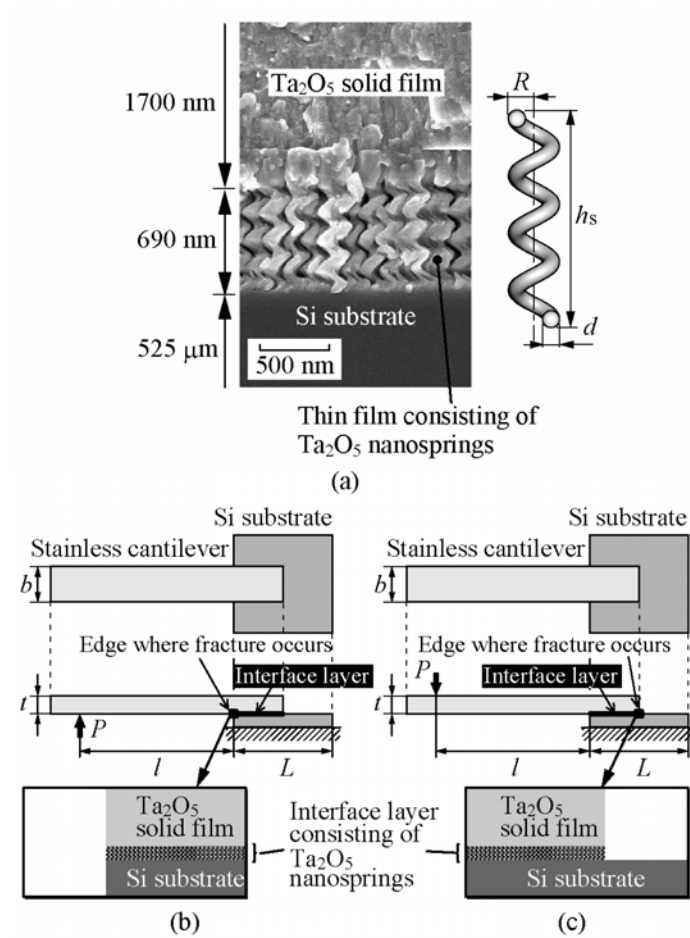 1700 nm
690 nm
525 μm
Ta2O5 solid film
Si substrate
500 nm
R
hs
d
Thin film consisting of
Ta2O5 nanosprings
(a)
Si substrate
Stainless cantilever
b
Edge where fracture occurs
Interface layer
t
P
l
L
Ta2O5
solid film
Si substrate
(b)
Interface layer
consisting of
Ta2O5
nanosprings
Si substrate
Stainless cantilever
b
Edge where fracture occurs
P
Interface layer
t
l
L
Ta2O5
solid film
Si substrate
(c)